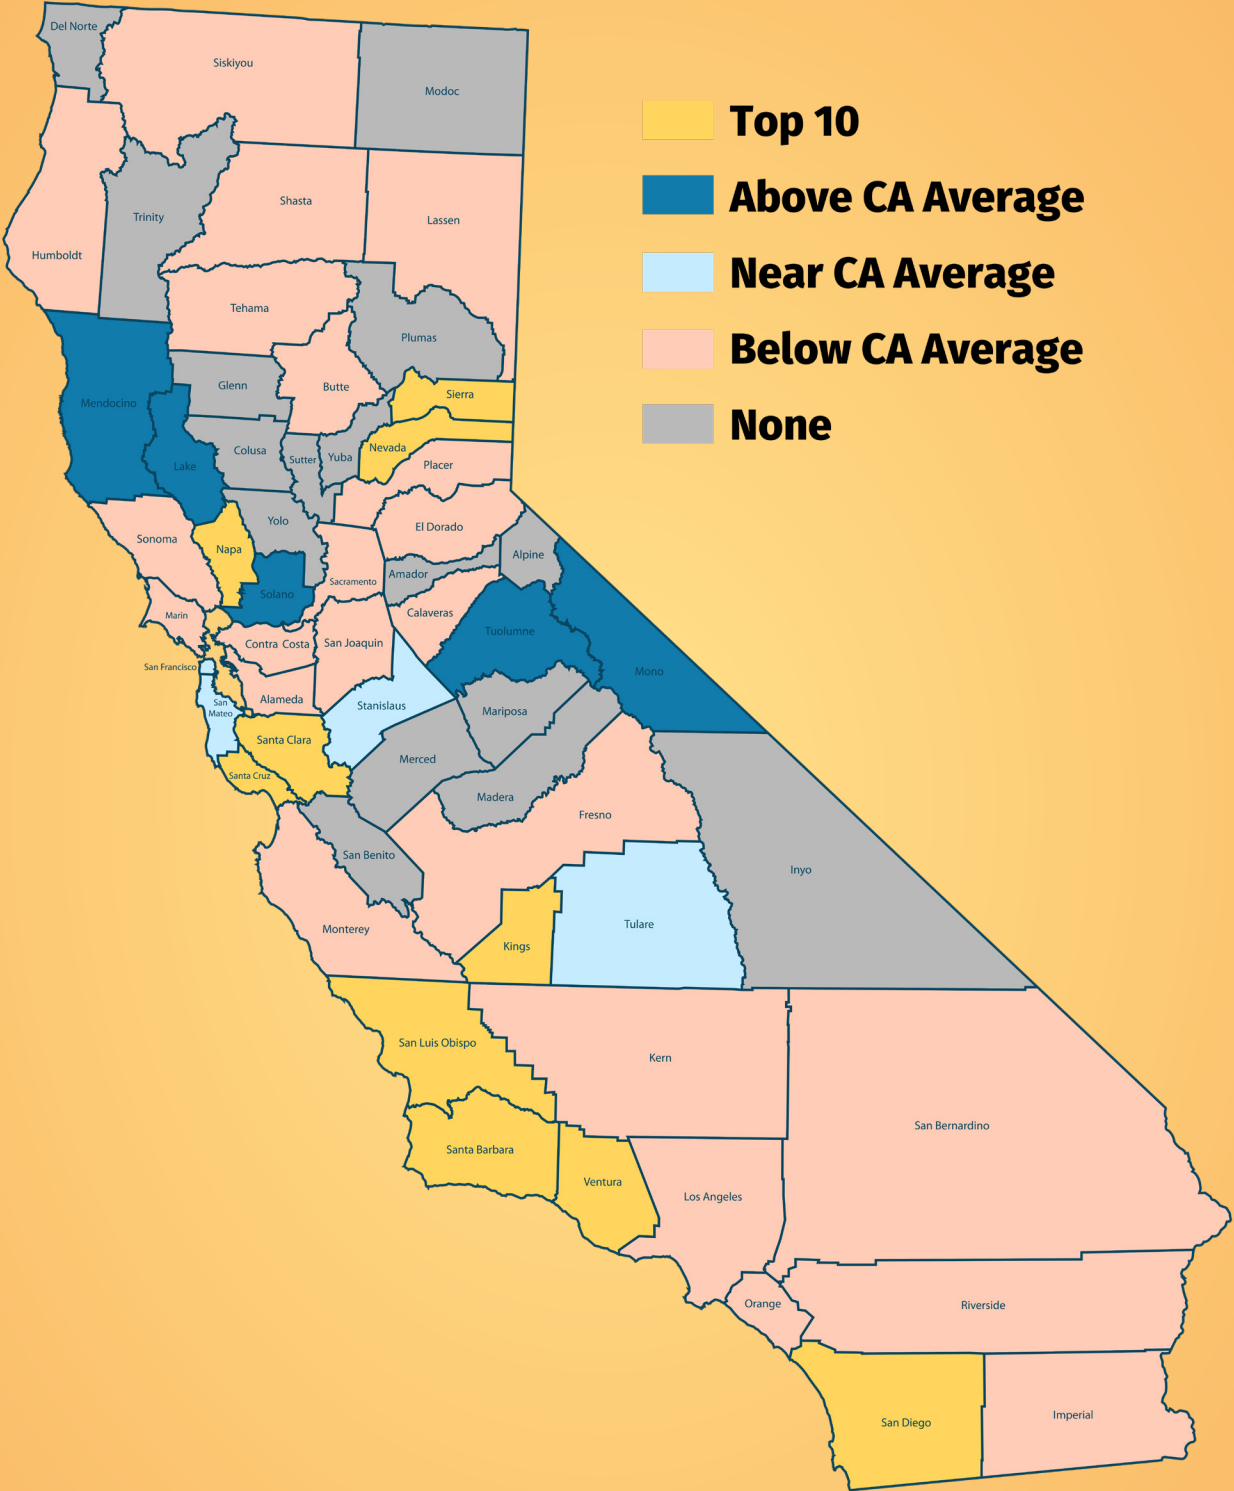 Del Norte
Siskiyou
Modoc
Top 10
Above CA Average
Near CA Average
Below CA Average
None
Trinity
Shasta
Lassen
Humboldt
Tehama
Plumas
Glenn
Butte
Sierra
Mendocino
Colusa
Nevada
Lake
Sutter
Yuba
Placer
Yolo
El Dorado
Sonoma
Napa
Alpine
Amador
Sacramento
Solano
Calaveras
Marin
Tuolumne
Contra Costa
San Joaquin
San Francisco
Mono
Alameda
San
Mateo
Stanislaus
Mariposa
Santa Clara
Merced
Santa Cruz
Madera
Fresno
San Benito
Inyo
Tulare
Monterey
Kings
San Luis Obispo
Kern
San Bernardino
Santa Barbara
Ventura
Los Angeles
Orange
Riverside
San Diego
Imperial